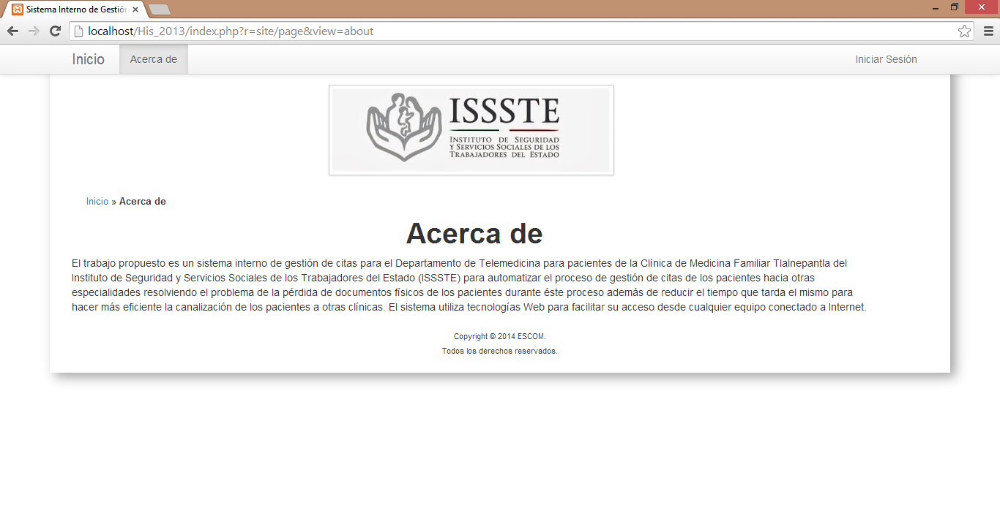 Sistema Interno de Gestión
localhost/His_2013/index.php?r=site/page&view=about
Inicio
Acerca de
Iniciar Sesión
ISSSTE
INSTITUTO DE SEGURIDAD
Y SERVICIOS SOCIALES DE LOS
TRABAJADORES DEL ESTADO
Inicio » Acerca de
Acerca de
El trabajo propuesto es un sistema interno de gestión de citas para el Departamento de Telemedicina para pacientes de la Clínica de Medicina Familiar Tlalnepantla del
Instituto de Seguridad y Servicios Sociales de los Trabajadores del Estado (ISSSTE) para automatizar el proceso de gestión de citas de los pacientes hacia otras
especialidades resolviendo el problema de la pérdida de documentos físicos de los pacientes durante éste proceso además de reducir el tiempo que tarda el mismo para
hacer más eficiente la canalización de los pacientes a otras clínicas. El sistema utiliza tecnologías Web para facilitar su acceso desde cualquier equipo conectado a Internet.
Copyright © 2014 ESCOM.
Todos los derechos reservados.